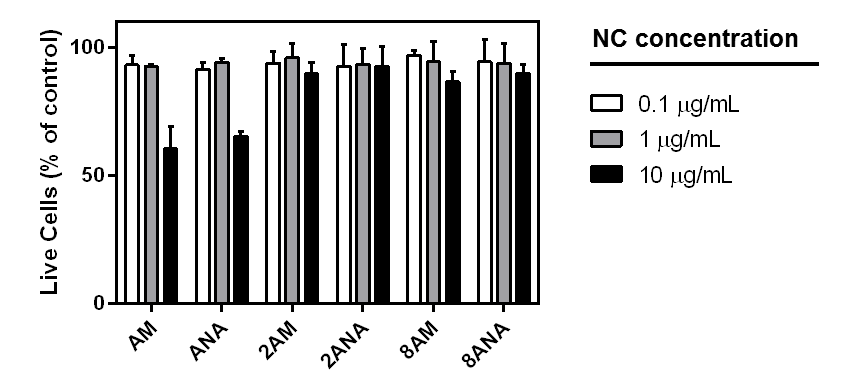 Live Cells (% of control)
100
50
0
AM
ANA
2AM
2ANA
8AM
8ANA
NC concentration
0.1 μg/mL
1 μg/mL
10 μg/mL